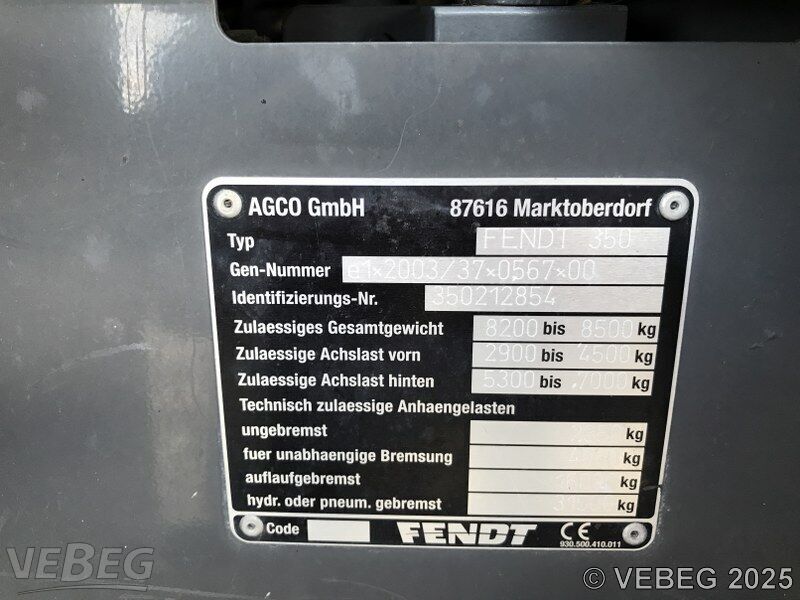 AGCO GmbH 87616 Marktoberdorf
Typ FENDT 350
Gen-Nummer e1×2003/37×0567×00
Identifizierungs-Nr. 350212854
Zulaessiges Gesamtgewicht 8200 bis 8500 kg
Zulaessige Achslast vorn 2900 bis 4500 kg
Zulaessige Achslast hinten 5300 bis 7000 kg
Technisch zulaessige Anhaengelasten
ungebremst kg
fuer unabhaengige Bremsung kg
auflaufgebremst kg
hydr. oder pneum. gebremst kg
Code FENDT CE
930.500.410.011
VEBEG
© VEBEG 2025